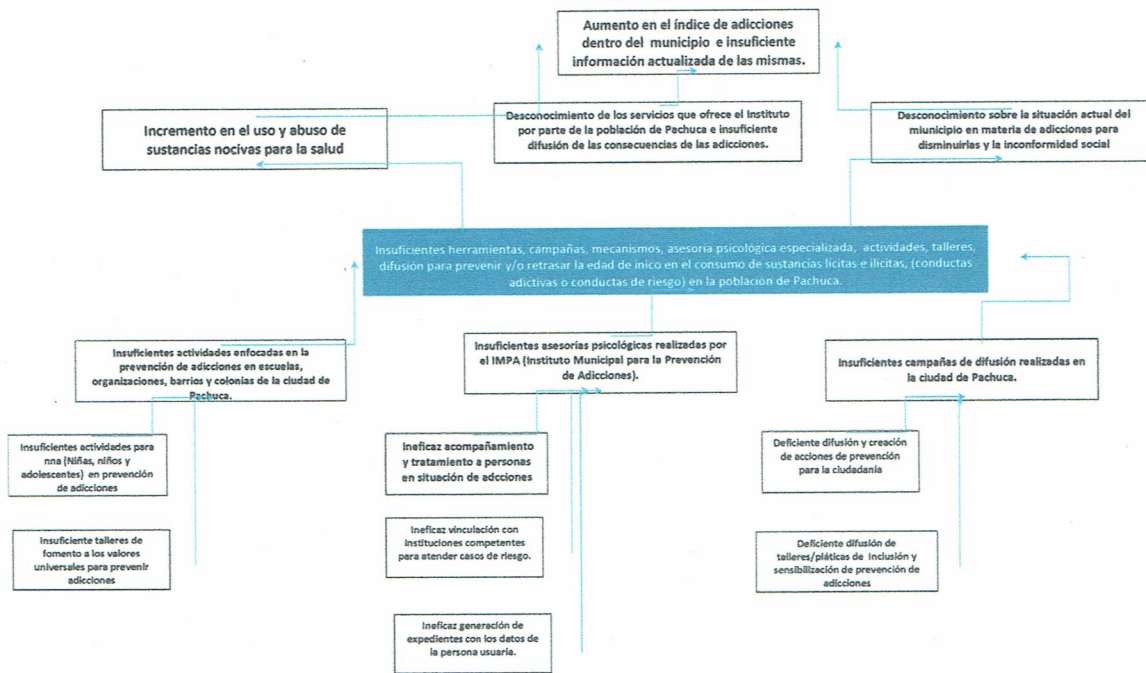 Aumento en el índice de adicciones
dentro del municipio e insuficiente
información actualizada de las mismas.
Incremento en el uso y abuso de
sustancias nocivas para la salud
Desconocimiento de los servicios que ofrece el Instituto
por parte de la población de Pachuca e insuficiente
difusión de las consecuencias de las adicciones.
Desconocimiento sobre la situación actual del
miunicipio en materia de adicciones para
disminuirlas y la inconformidad social
Insuficientes herramientas, campañas, mecanismos, asesoría psicológica especializada, actividades, talleres,
difusión para prevenir y/o retrasar la edad de inico en el consumo de sustancias licitas e ilícitas, (conductas
adictivas o conductas de riesgo) en la población de Pachuca.
Insuficientes actividades enfocadas en la
prevención de adicciones en escuelas,
organizaciones, barrios y colonias de la ciudad de
Pachuca.
Insuficientes asesorías psicológicas realizadas por
el IMPA (Instituto Municipal para la Prevención
de Adicciones).
Insuficientes campañas de difusión realizadas en
la ciudad de Pachuca.
Insuficientes actividades para
nna (Niñas, niños y
adolescentes) en prevención
de adicciones
Ineficaz acompañamiento
y tratamiento a personas
en situación de adcciones
Deficiente difusión y creación
de acciones de prevención
para la ciudadanía
Insuficiente talleres de
fomento a los valores
universales para prevenir
adicciones
Ineficaz vinculación con
instituciones competentes
para atender casos de riesgo.
Deficiente difusión de
talleres/pláticas de Inclusión y
sensibilización de prevención de
adicciones
Ineficaz generación de
expedientes con los datos de
la persona usuaria.